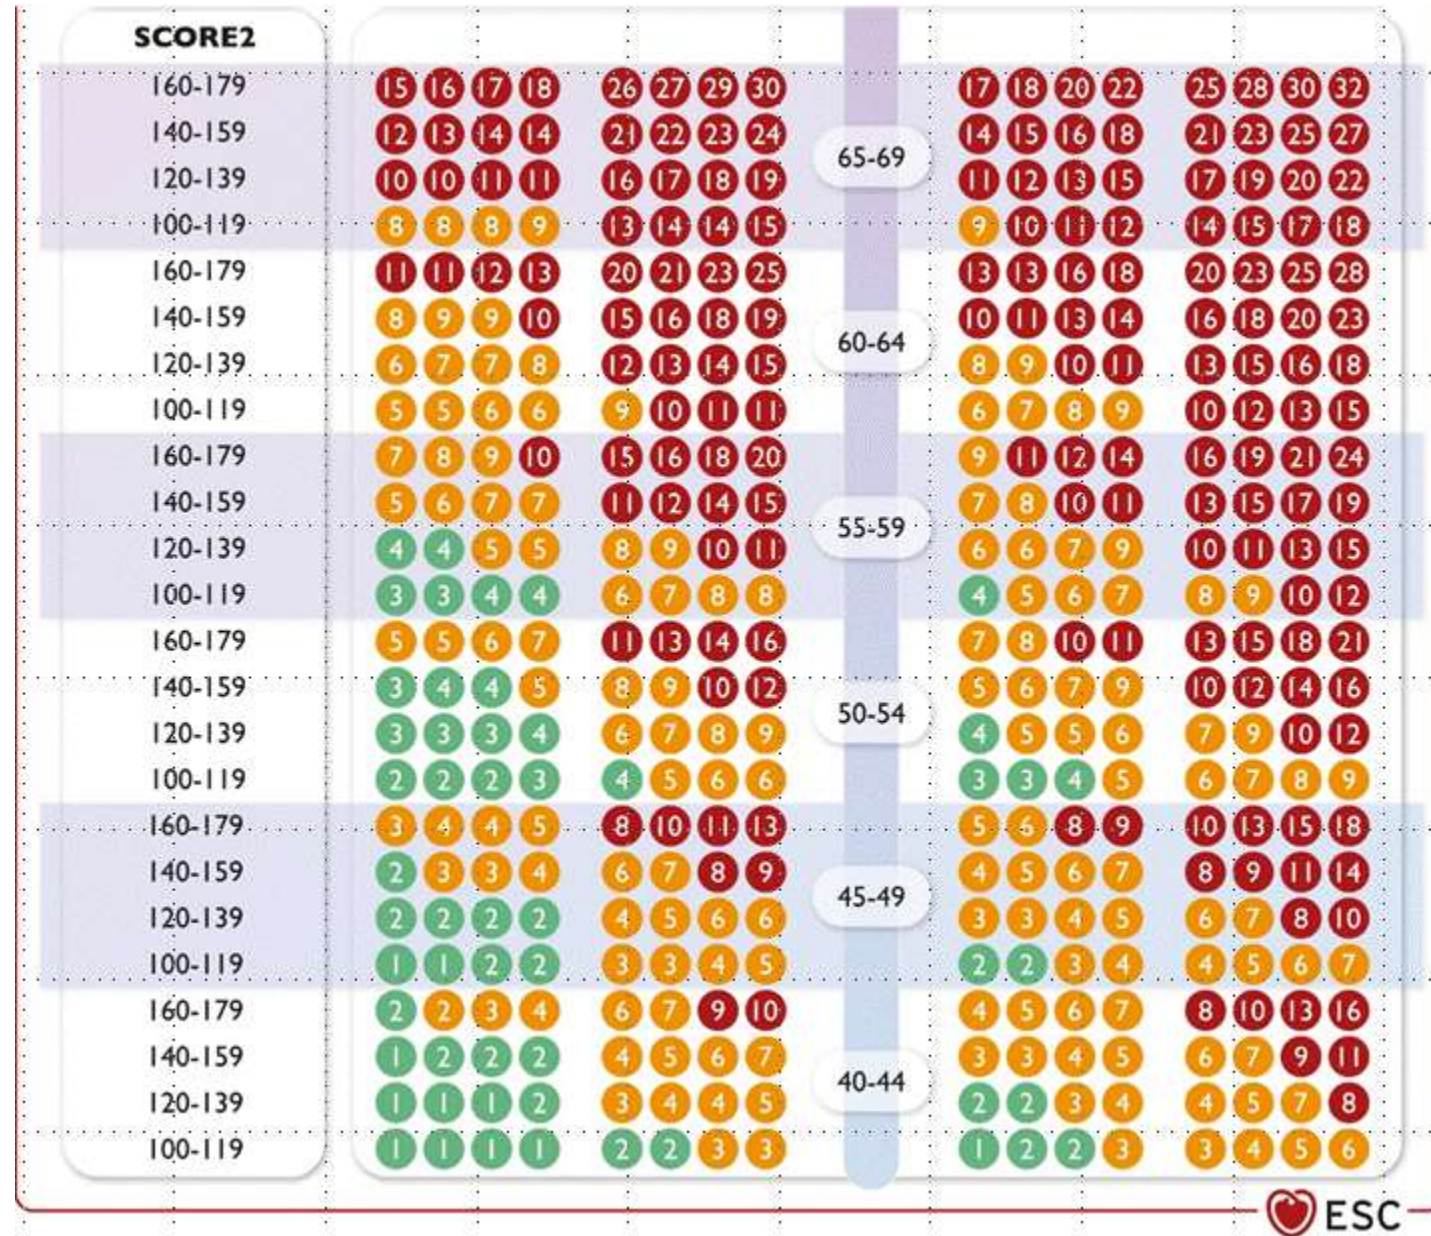 SCORE2
160-179 15 16 17 18 26 27 29 30 17 18 20 22 25 28 30 32
140-159 12 13 14 14 21 22 23 24 14 15 16 18 21 23 25 27
65-69
120-139 10 10 11 11 16 17 18 19 11 12 13 15 17 19 20 22
100-119 8 8 8 9 13 14 14 15 9 10 11 12 14 15 17 18
160-179 11 11 12 13 20 21 23 25 13 13 16 18 20 23 25 28
140-159 8 9 9 10 15 16 18 19 10 11 13 14 16 18 20 23
60-64
120-139 6 7 7 8 12 13 14 15 8 9 10 11 13 15 16 18
100-119 5 5 6 6 9 10 11 11 6 7 8 9 10 12 13 15
160-179 7 8 9 10 15 16 18 20 9 11 12 14 16 19 21 24
140-159 5 6 7 7 11 12 14 15 7 8 10 11 13 15 17 19
55-59
120-139 4 4 5 5 8 9 10 11 6 6 7 9 10 11 13 15
100-119 3 3 4 4 6 7 8 8 4 5 6 7 8 9 10 12
160-179 5 5 6 7 11 13 14 16 7 8 10 11 13 15 18 21
140-159 3 4 4 5 8 9 10 12 5 6 7 9 10 12 14 16
50-54
120-139 3 3 3 4 6 7 8 9 4 5 5 6 7 9 10 12
100-119 2 2 2 3 4 5 6 6 3 3 4 5 6 7 8 9
160-179 3 4 4 5 8 10 11 13 5 6 8 9 10 13 15 18
140-159 2 3 3 4 6 7 8 9 4 5 6 7 8 9 11 14
45-49
120-139 2 2 2 2 4 5 6 6 3 3 4 5 6 7 8 10
100-119 1 1 2 2 3 3 4 5 2 2 3 4 4 5 6 7
160-179 2 2 3 4 6 7 9 10 4 5 6 7 8 10 13 16
140-159 1 2 2 2 4 5 6 7 3 3 4 5 6 7 9 11
40-44
120-139 1 1 1 2 3 4 4 5 2 2 3 4 4 5 7 8
100-119 1 1 1 1 2 2 3 3 1 2 2 3 3 4 5 6
ESC